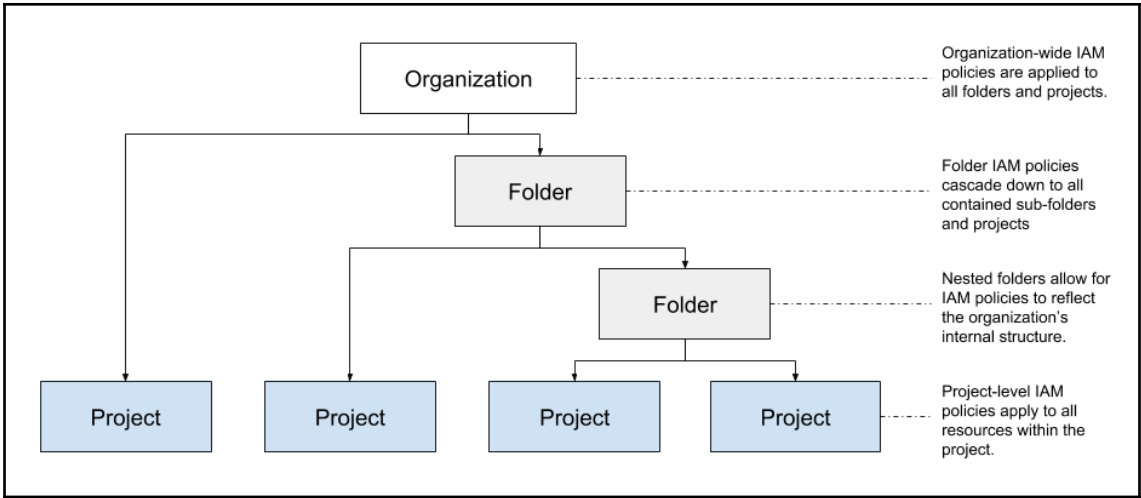 Organization
Organization-wide IAM
policies are applied to
all folders and projects.
Folder
Folder IAM policies
cascade down to all
contained sub-folders
and projects
Folder
Nested folders allow for
IAM policies to reflect
the organization's
internal structure.
Project
Project
Project
Project
Project-level IAM
policies apply to all
resources within the
project.